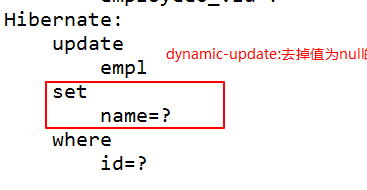 Hibernate:
update
empl
dynamic-update:去掉值为null
set
name=?
where
id=?